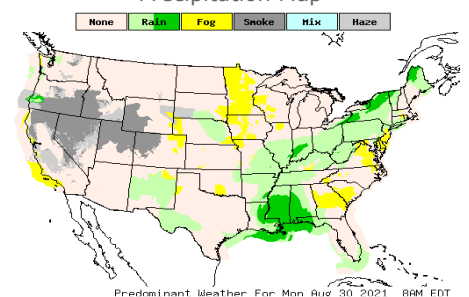 Precipitation Map
None Rain Fog Smoke Mix Haze
Predominant Weather For Mon Aug 30 2021 8AM EDT